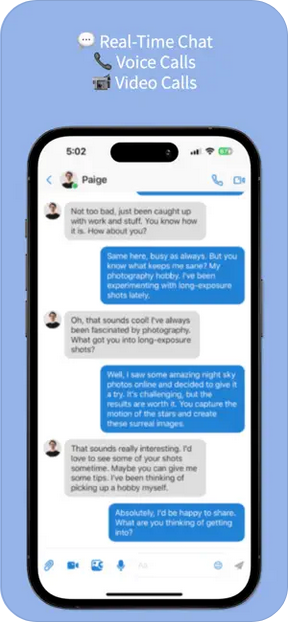 💬 Real-Time Chat
📞 Voice Calls
📹 Video Calls
5:02
Paige
Not too bad, just been caught up
with work and stuff. You know how
it is. How about you?
Same here, busy as always. But you
know what keeps me sane? My
photography hobby. I've been
experimenting with long-exposure
shots lately.
Oh, that sounds cool! I've always
been fascinated by photography.
What got you into long-exposure
shots?
Well, i saw some amazing night sky
photos online and decided to give it
a try. It's challenging, but the
results are worth it. You capture the
motion of the stars and create
these surreal images.
That sounds really interesting. I'd
love to see some of your shots
sometime. Maybe you can give me
some tips. I've been thinking of
picking up a hobby myself.
Absolutely, I'd be happy to share.
What are you thinking of getting
into?
Aa